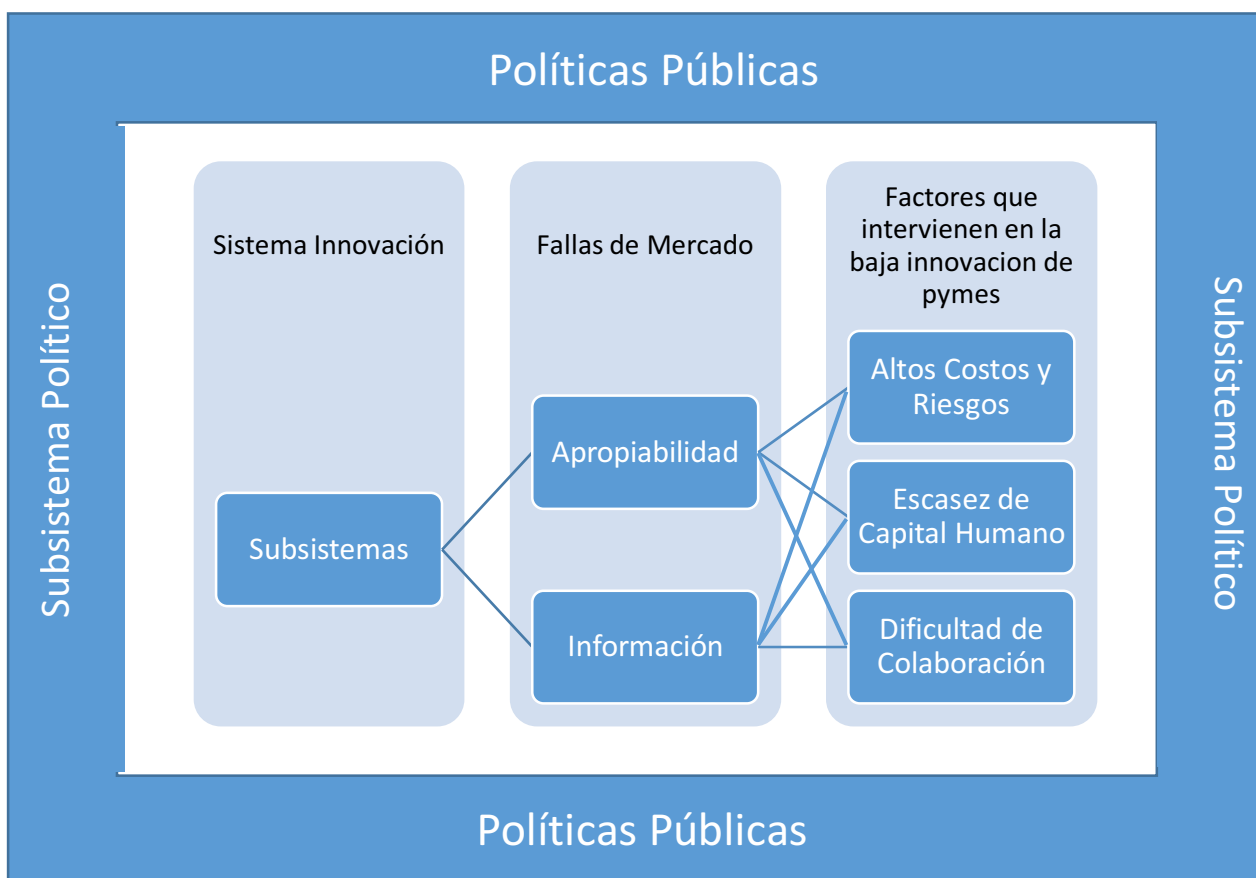 Políticas Públicas
Subsistema Político
Sistema Innovación
Subsistemas
Fallas de Mercado
Apropiabilidad
Información
Factores que
intervienen en la
baja innovacion de
pymes
Altos Costos y
Riesgos
Escasez de
Capital Humano
Dificultad de
Colaboración
Subsistema Político
Políticas Públicas